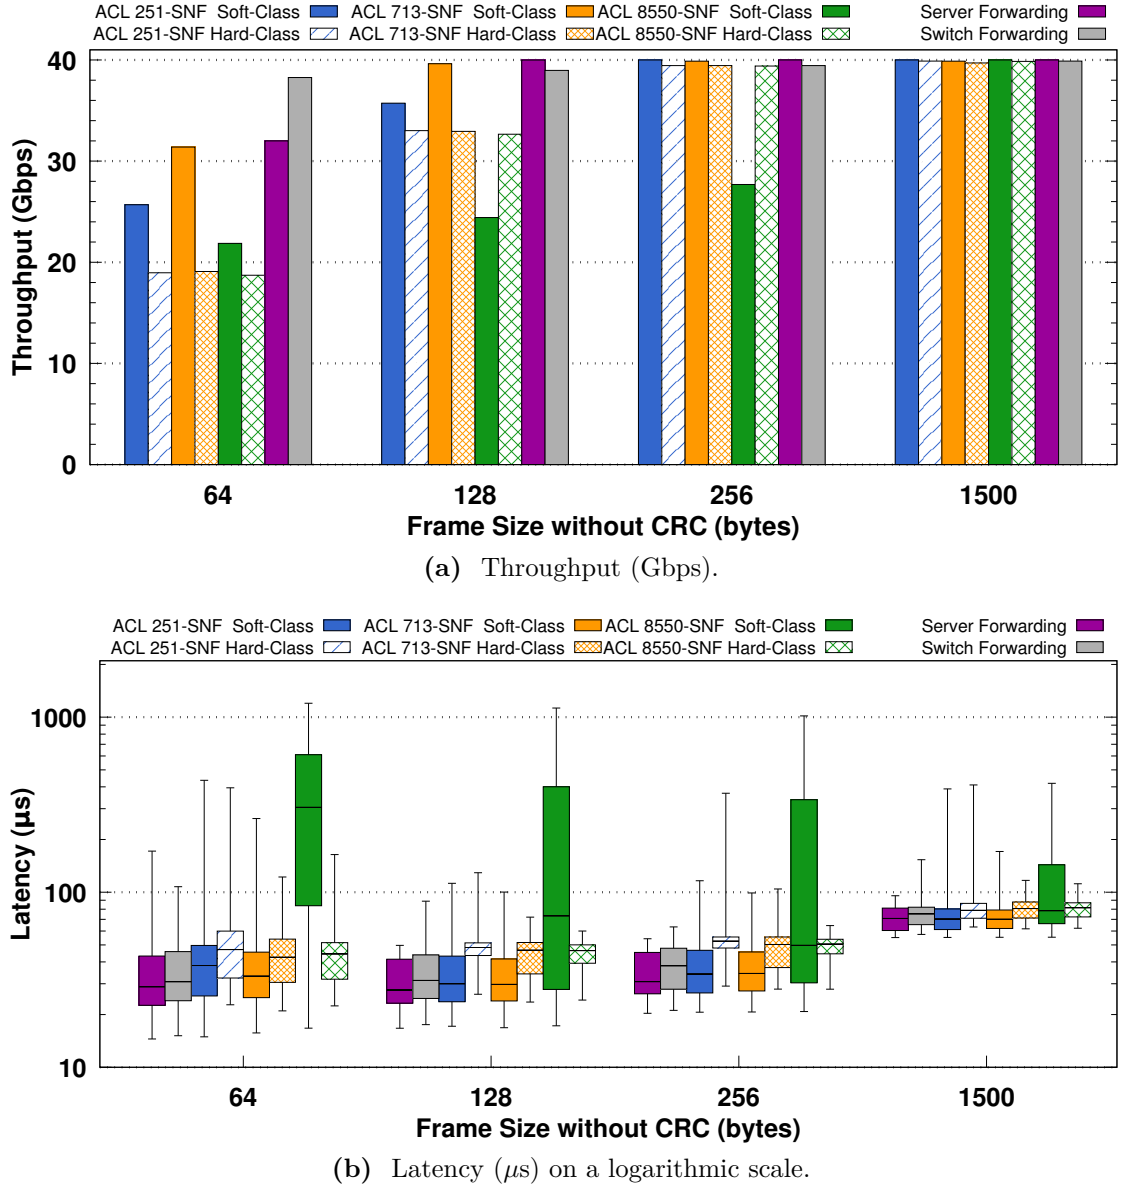 ACL 251-SNF Soft-Class ACL 713-SNF Soft-Class ACL 8550-SNF Soft-Class Server Forwarding
ACL 251-SNF Hard-Class ACL 713-SNF Hard-Class ACL 8550-SNF Hard-Class Switch Forwarding
40
30
20
10
0
Throughput (Gbps)
64 128 256 1500
Frame Size without CRC (bytes)
(a) Throughput (Gbps).
ACL 251-SNF Soft-Class ACL 713-SNF Soft-Class ACL 8550-SNF Soft-Class Server Forwarding
ACL 251-SNF Hard-Class ACL 713-SNF Hard-Class ACL 8550-SNF Hard-Class Switch Forwarding
1000
100
10
Latency (μs)
64 128 256 1500
Frame Size without CRC (bytes)
(b) Latency (μs) on a logarithmic scale.